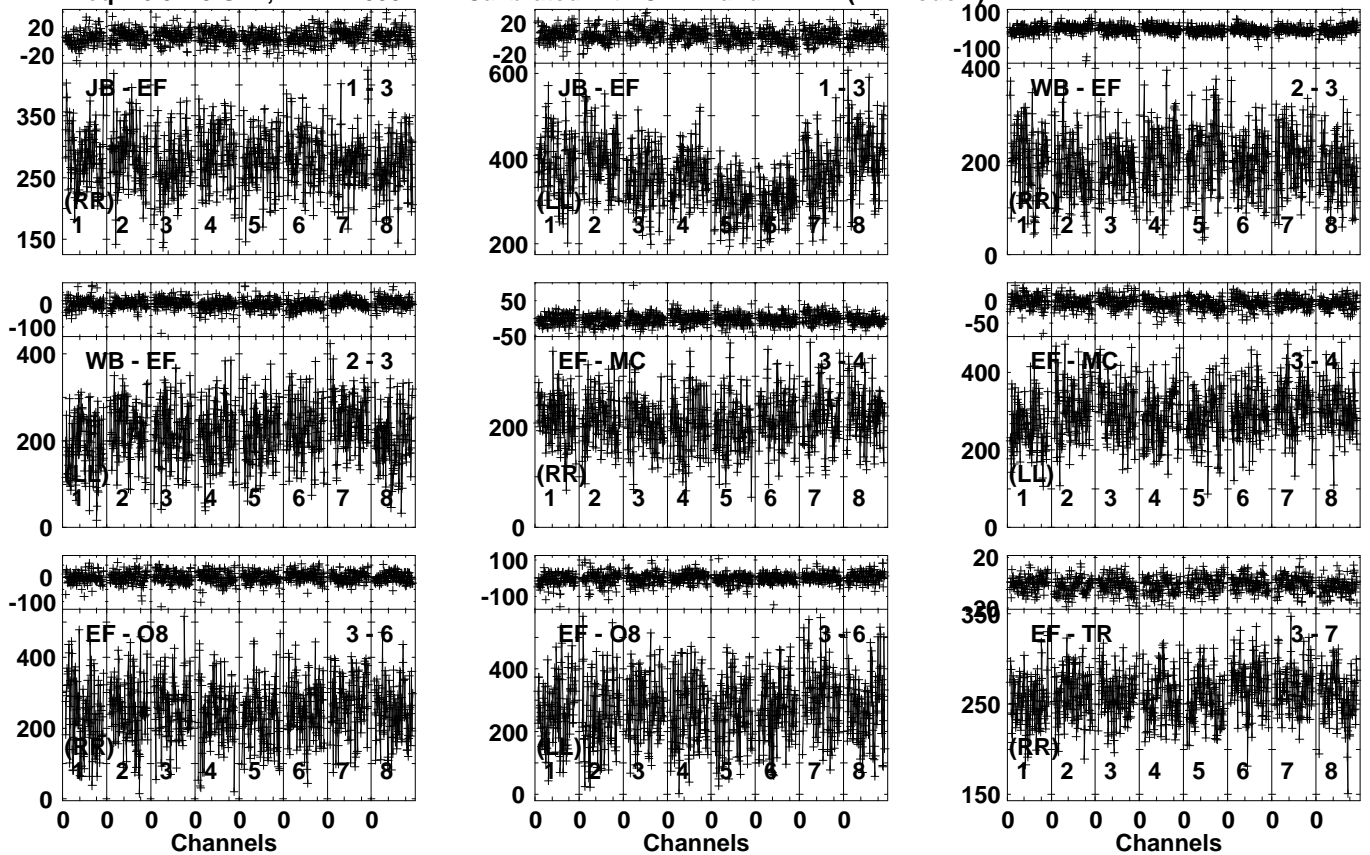 20 20 100
-20 -20 -100
JB - EF 1 - 3
350
250
150
(RR)
1 2 3 4 5 6 7 8
600
JB - EF 1 - 3
400
200
(LL)
1 2 3 4 5 6 7 8
400
WB - EF 2 - 3
200
0
(RR)
1 2 3 4 5 6 7 8
0
-100
400
WB - EF 2 - 3
200
0
(LL)
1 2 3 4 5 6 7 8
50
-50
EF - MC 3 - 4
200
0
(RR)
1 2 3 4 5 6 7 8
0
-50
EF - MC 3 - 4
400
200
0
(LL)
1 2 3 4 5 6 7 8
0
-100
EF - O8 3 - 6
400
200
0
(RR)
1 2 3 4 5 6 7 8
0 0 0 0 0 0 0 0
Channels
100
-100
EF - O8 3 - 6
400
200
0
(LL)
1 2 3 4 5 6 7 8
0 0 0 0 0 0 0 0
Channels
20
-20
350
EF - TR 3 - 7
250
150
(RR)
1 2 3 4 5 6 7 8
0 0 0 0 0 0 0 0
Channels